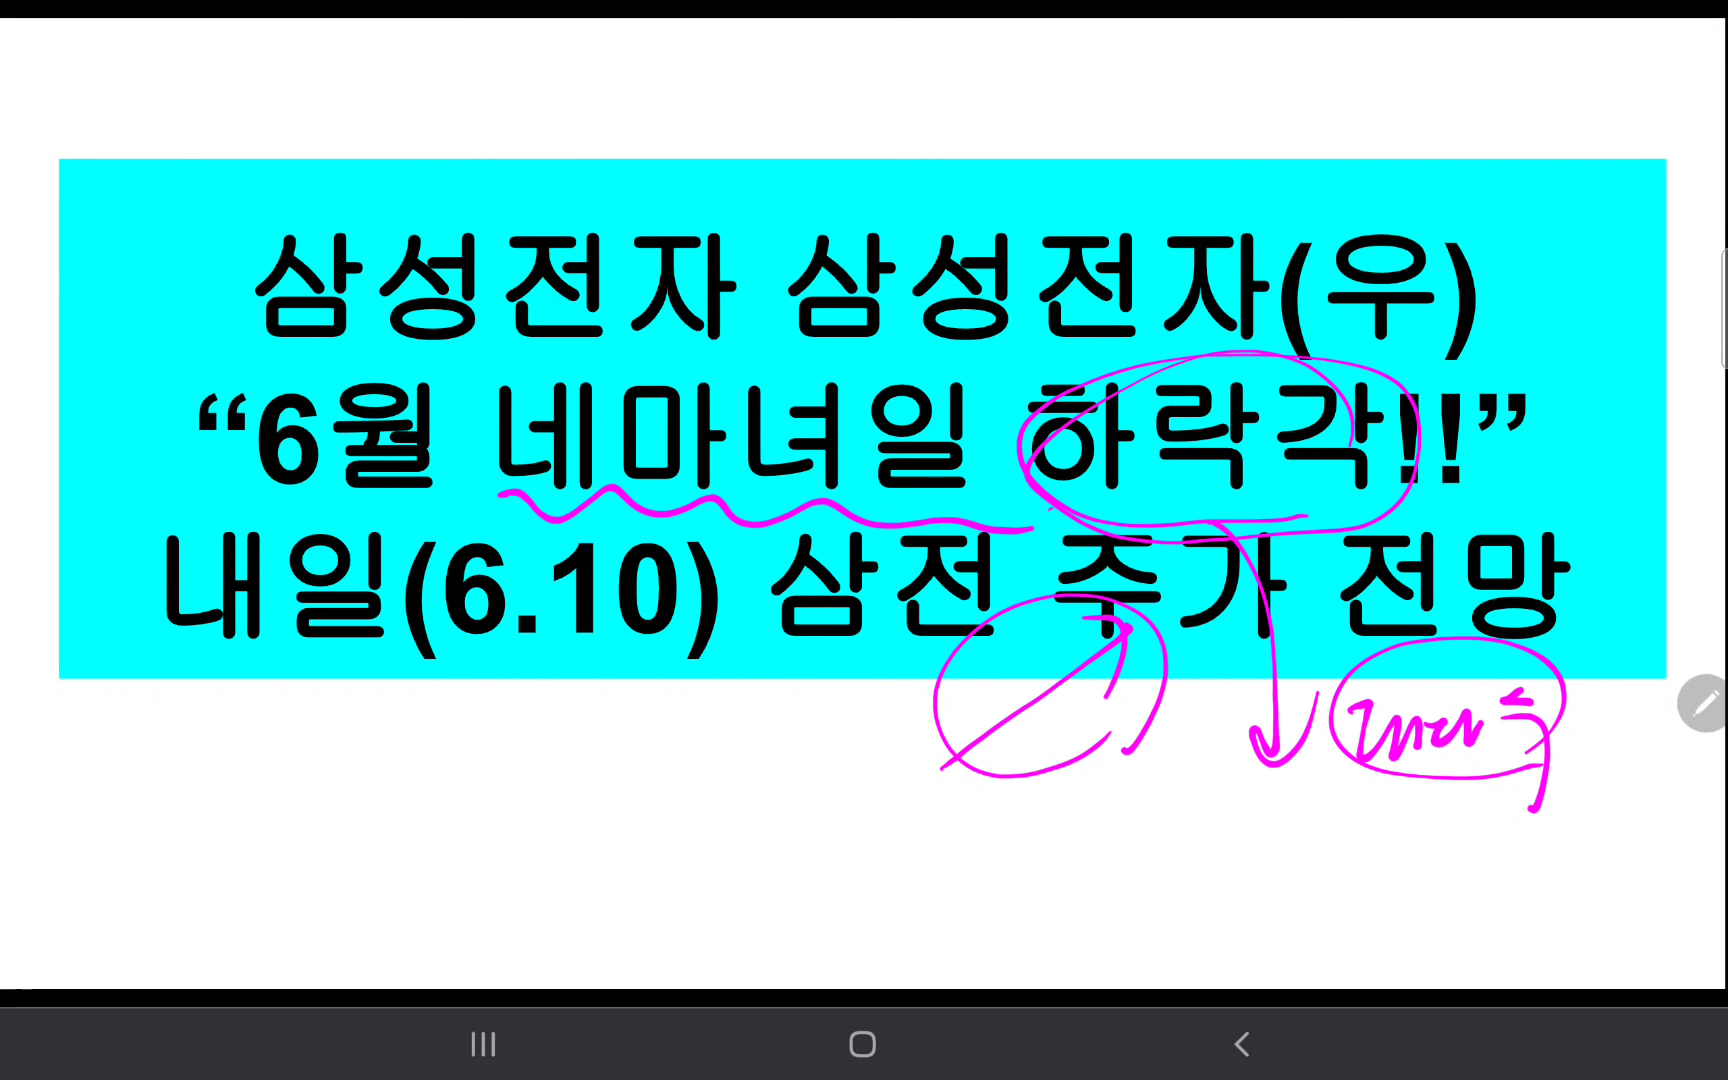 삼성전자 삼성전자(우)
“6월 네마녀일 하락각!!”
내일(6.10) 삼전 주가 전망